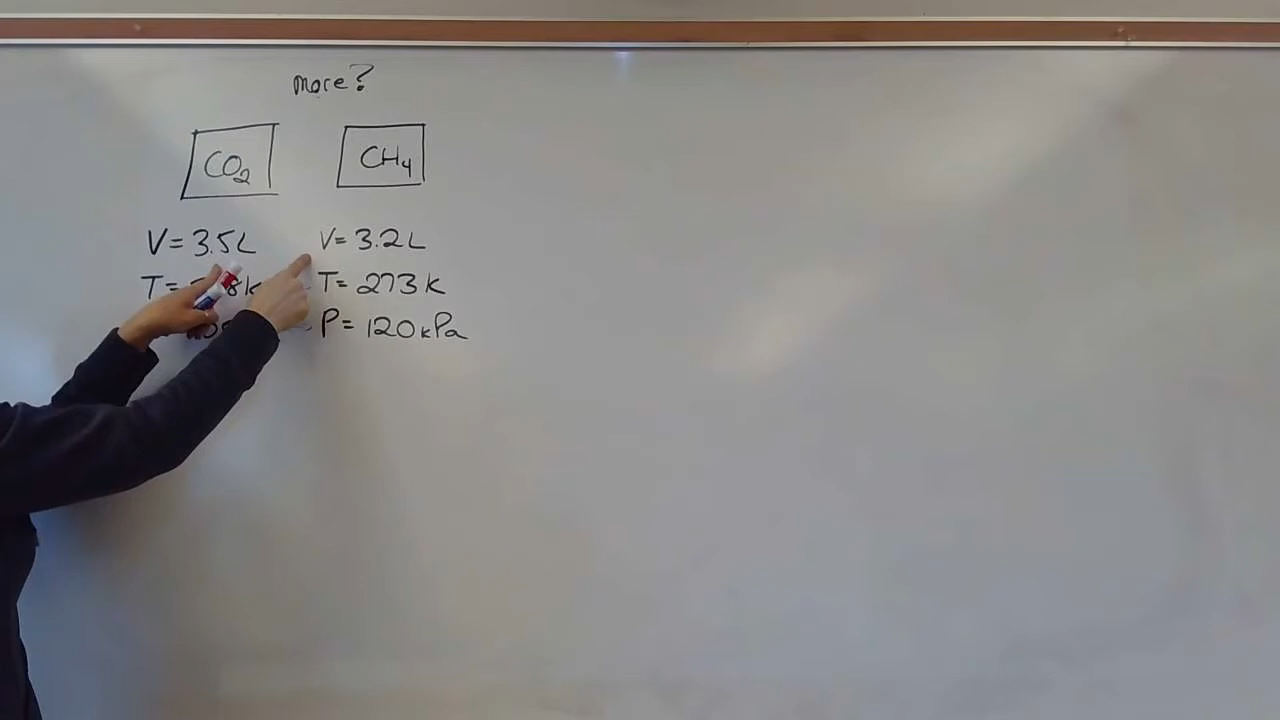 more?
CO2 CH4
V=3.5L V=3.2L
T= T=273k
P=120kPa